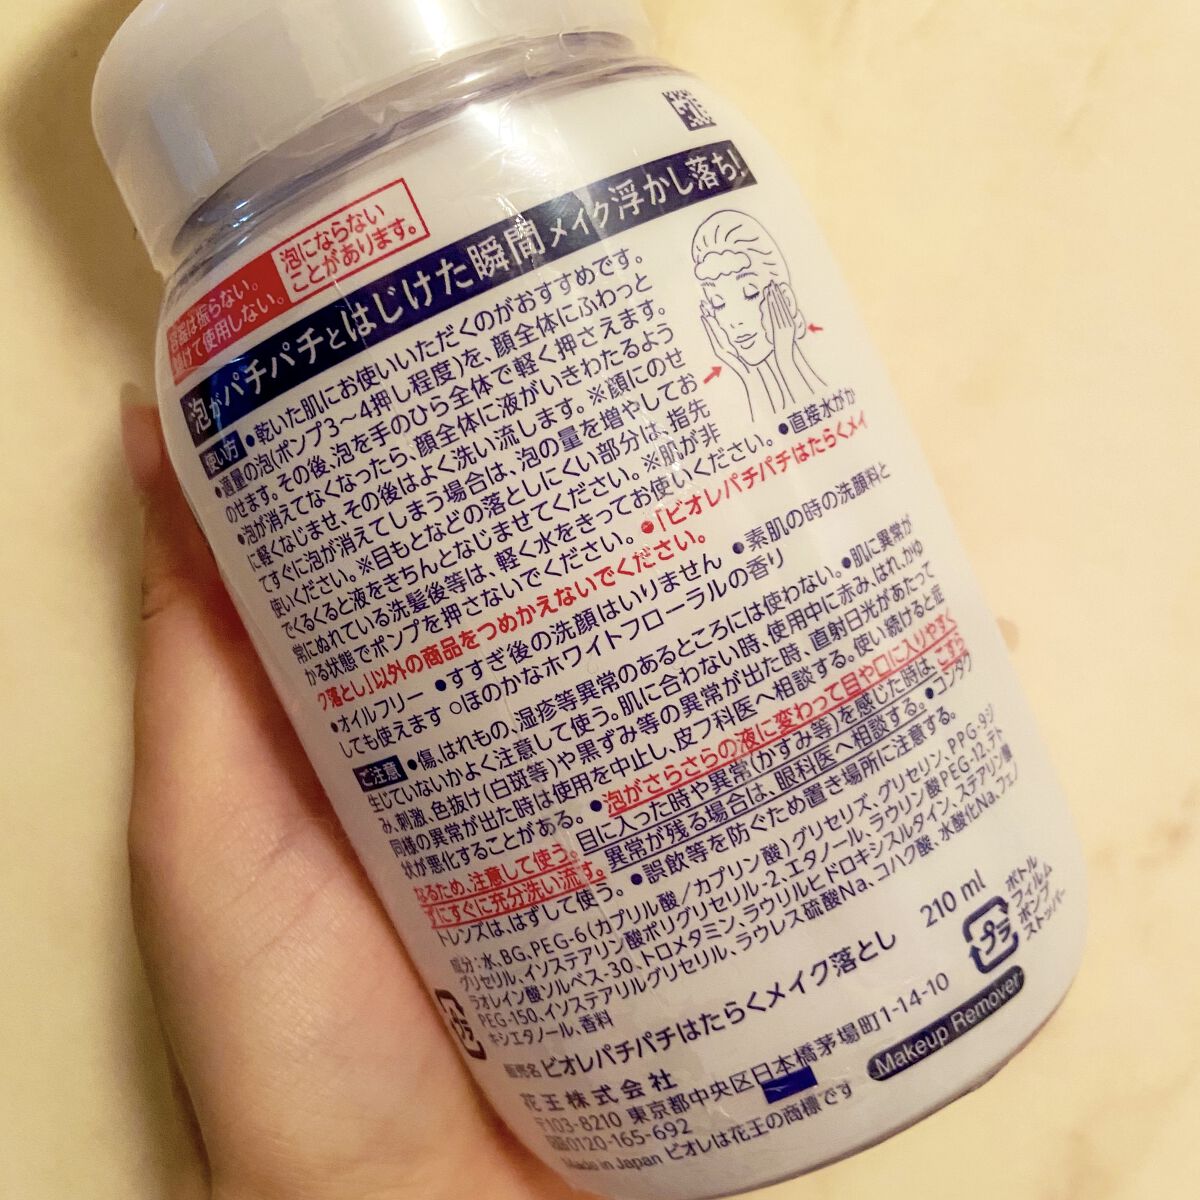 容器は振らない。
傾けて使用しない。
泡にならない
ことがあります。
泡がパチパチとはじけた瞬間メイク浮かし落ち!
使い方 ●乾いた肌にお使いいただくのがおすすめです。
●適量の泡(ポンプ3〜4押し程度)を、顔全体にふわっと
のせます。その後、泡を手のひら全体で軽く押さえます。
●泡が消えてなくなったら、顔全体に液がいきわたるよう
に軽くなじませ、その後はよく洗い流します。※顔にのせ
てすぐに泡が消えてしまう場合は、泡の量を増やしてお
使いください。※目もとなどの落としにくい部分は、指先
でくるくると液をきちんとなじませてください。※肌が非
常にぬれている洗髪後等は、軽く水をきってお使いください。●直接水がか
かる状態でポンプを押さないでください。●「ビオレパチパチはたらくメイ
ク落とし」以外の商品をつめかえないでください。
●オイルフリー ●すすぎ後の洗顔はいりません ●素肌の時の洗顔料と
しても使えます ○ほのかなホワイトフローラルの香り
ご注意 ●傷、はれもの、湿疹等異常のあるところには使わない。●肌に異常が
生じていないかよく注意して使う。肌に合わない時、使用中に赤み、はれ、かゆ
み、刺激、色抜け(白斑等)や黒ずみ等の異常が出た時、直射日光があたって
同様の異常が出た時は使用を中止し、皮フ科医へ相談する。使い続けると症
状が悪化することがある。●泡がさらさらの液に変わって目や口に入りやすく
なるため、注意して使う。目に入った時や異常(かすみ等)を感じた時は、こすら
ずにすぐに充分洗い流す。異常が残る場合は、眼科医へ相談する。●コンタク
トレンズは、はずして使う。●誤飲等を防ぐため置き場所に注意する。
成分:水、BG、PEG-6(カプリル酸/カプリン酸)グリセリズ、グリセリン、PPG-9ジ
グリセリル、イソステアリン酸ポリグリセリル-2、エタノール、ラウリン酸PEG-12、テト
ラオレイン酸ソルベス-30、トロメタミン、ラウリルヒドロキシスルタイン、ステアリン酸
PEG-150、イソステアリルグリセリル、ラウレス硫酸Na、コハク酸、水酸化Na、フェノ
キシエタノール、香料
プラ
販売名 ビオレパチパチはたらくメイク落とし 210 ml
プラ
ボトル
フィルム
ポンプ
ストッパー
花王株式会社
〒103-8210 東京都中央区日本橋茅場町1-14-10
0120-165-692
Makeup Remover
Made in Japan ビオレは花王の商標です